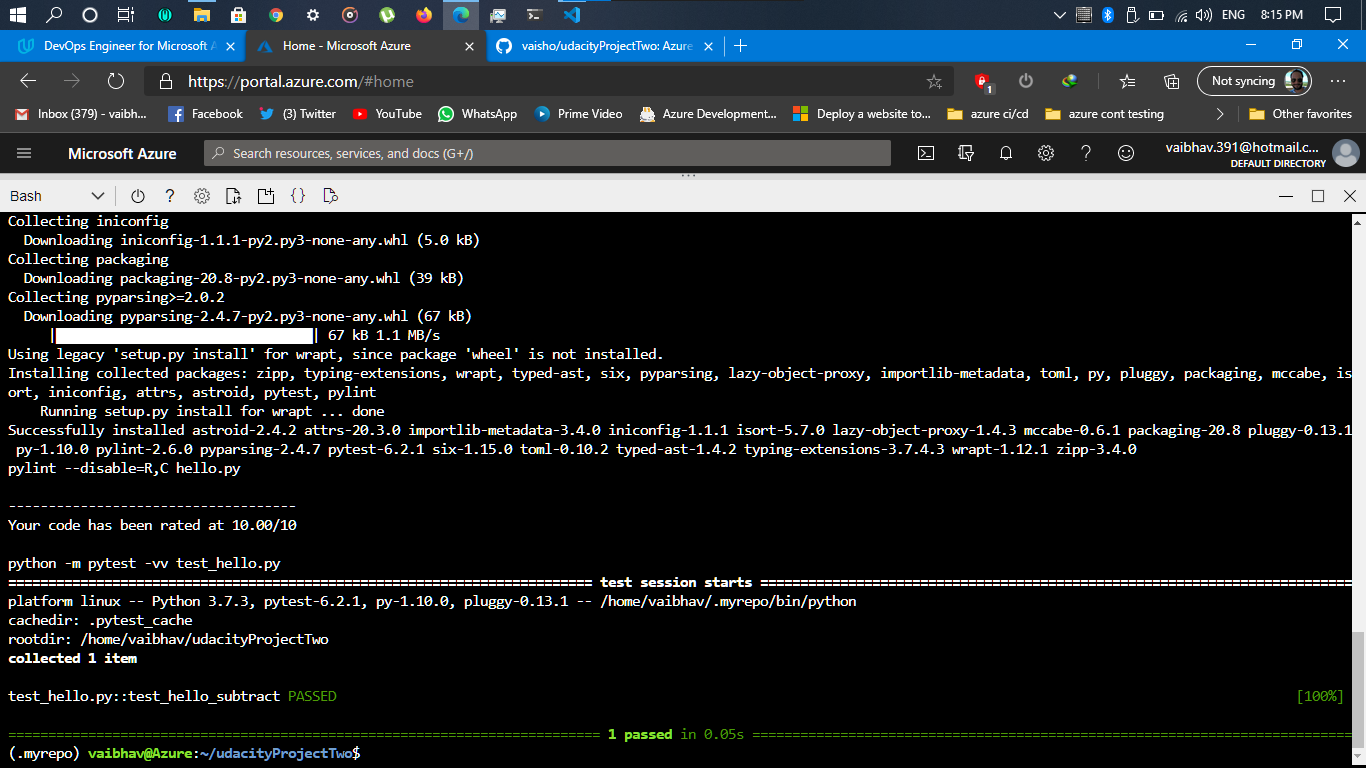 ENG 8:15 PM
DevOps Engineer for Microsoft A
Home - Microsoft Azure
vaisho/udacityProjectTwo: Azure
https://portal.azure.com/#home
1
Not syncing
Inbox (379) - vaibh...
Facebook
(3) Twitter
YouTube
WhatsApp
Prime Video
Azure Development...
Deploy a website to...
azure ci/cd
azure cont testing
Other favorites
Microsoft Azure
Search resources, services, and docs (G+/)
vaibhav.391@hotmail.c...
DEFAULT DIRECTORY
Bash
Collecting iniconfig
Downloading iniconfig-1.1.1-py2.py3-none-any.whl (5.0 kB)
Collecting packaging
Downloading packaging-20.8-py2.py3-none-any.whl (39 kB)
Collecting pyparsing>=2.0.2
Downloading pyparsing-2.4.7-py2.py3-none-any.whl (67 kB)
| | 67 kB 1.1 MB/s
Using legacy 'setup.py install' for wrapt, since package 'wheel' is not installed.
Installing collected packages: zipp, typing-extensions, wrapt, typed-ast, six, pyparsing, lazy-object-proxy, importlib-metadata, toml, py, pluggy, packaging, mccabe, is
ort, iniconfig, attrs, astroid, pytest, pylint
Running setup.py install for wrapt ... done
Successfully installed astroid-2.4.2 attrs-20.3.0 importlib-metadata-3.4.0 iniconfig-1.1.1 isort-5.7.0 lazy-object-proxy-1.4.3 mccabe-0.6.1 packaging-20.8 pluggy-0.13.1
py-1.10.0 pylint-2.6.0 pyparsing-2.4.7 pytest-6.2.1 six-1.15.0 toml-0.10.2 typed-ast-1.4.2 typing-extensions-3.7.4.3 wrapt-1.12.1 zipp-3.4.0
pylint --disable=R,C hello.py
------------------------------------
Your code has been rated at 10.00/10
python -m pytest -vv test_hello.py
========================================================================== test session starts ==========================================================================
platform linux -- Python 3.7.3, pytest-6.2.1, py-1.10.0, pluggy-0.13.1 -- /home/vaibhav/.myrepo/bin/python
cachedir: .pytest_cache
rootdir: /home/vaibhav/udacityProjectTwo
collected 1 item
test_hello.py::test_hello_subtract PASSED [100%]
========================================================================== 1 passed in 0.05s ===========================================================================
(.myrepo) vaibhav@Azure:~/udacityProjectTwo$